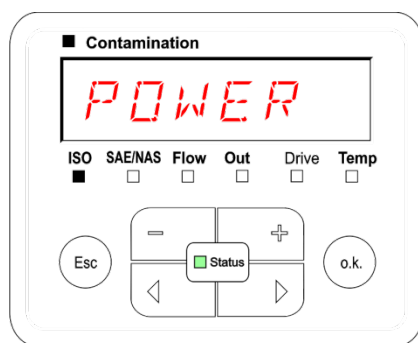 Contamination
POWER
ISO SAE/NAS Flow Out Drive Temp
− +
Esc Status o.k.